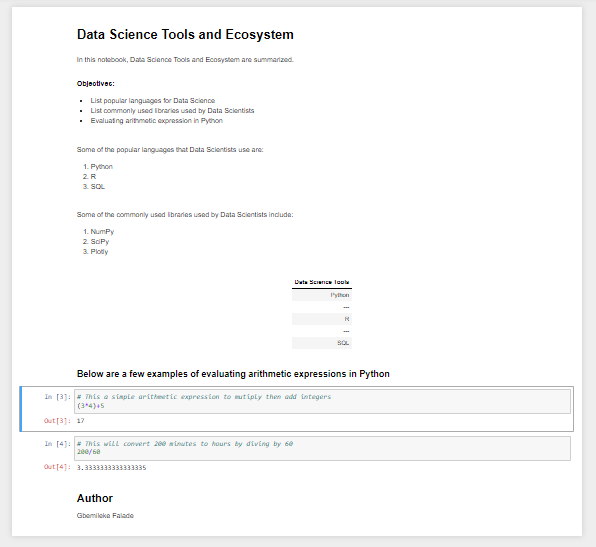 Data Science Tools and Ecosystem
In this notebook, Data Science Tools and Ecosystem are summarized.
Objectives:
• List popular languages for Data Science
• List commonly used libraries used by Data Scientists
• Evaluating arithmetic expression in Python
Some of the popular languages that Data Scientists use are:
1. Python
2. R
3. SQL
Some of the commonly used libraries used by Data Scientists include:
1. NumPy
2. SciPy
3. Plotly
Data Science Tools
Python
---
R
---
SQL
Below are a few examples of evaluating arithmetic expressions in Python
In [3]: # This a simple arithmetic expression to mutiply then add integers
(3*4)+5
Out[3]: 17
In [4]: # This will convert 200 minutes to hours by diving by 60
200/60
Out[4]: 3.3333333333333335
Author
Gbemileke Falade